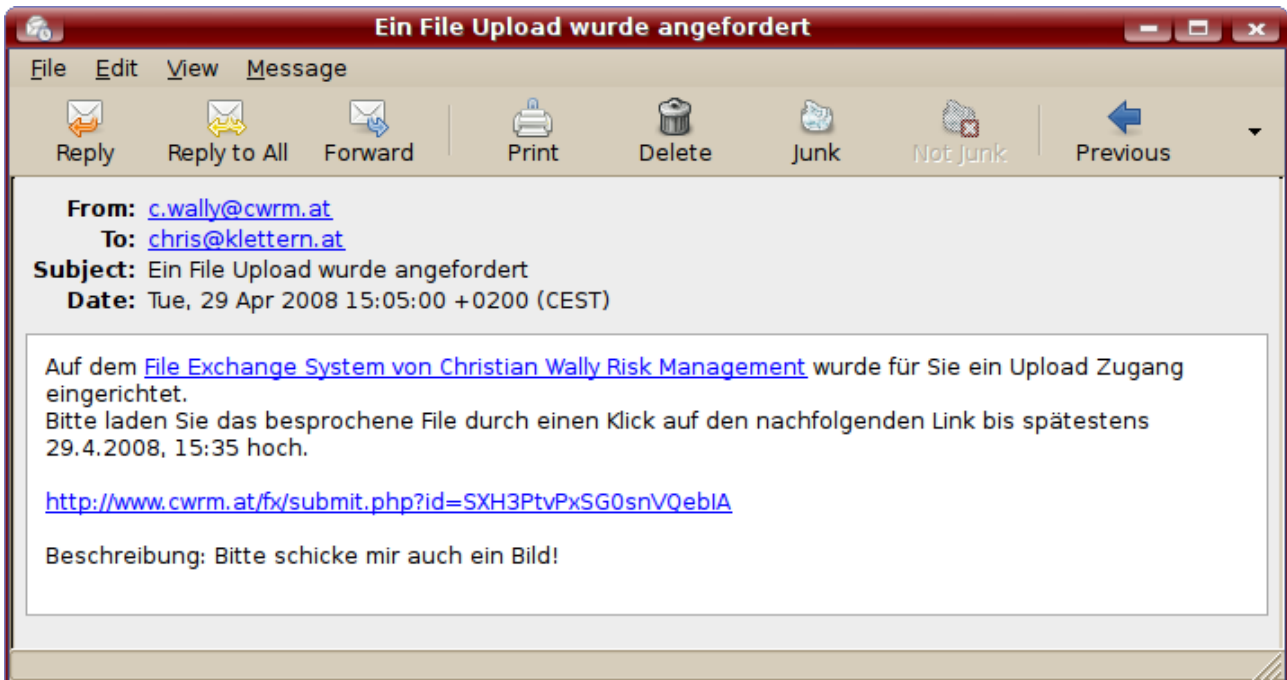 Ein File Upload wurde angefordert
File Edit View Message
Reply Reply to All Forward Print Delete Junk Not Junk Previous
From: c.wally@cwrm.at
To: chris@klettern.at
Subject: Ein File Upload wurde angefordert
Date: Tue, 29 Apr 2008 15:05:00 +0200 (CEST)
Auf dem File Exchange System von Christian Wally Risk Management wurde für Sie ein Upload Zugang
eingerichtet.
Bitte laden Sie das besprochene File durch einen Klick auf den nachfolgenden Link bis spätestens
29.4.2008, 15:35 hoch.
http://www.cwrm.at/fx/submit.php?id=SXH3PtvPxSG0snVQebIA
Beschreibung: Bitte schicke mir auch ein Bild!